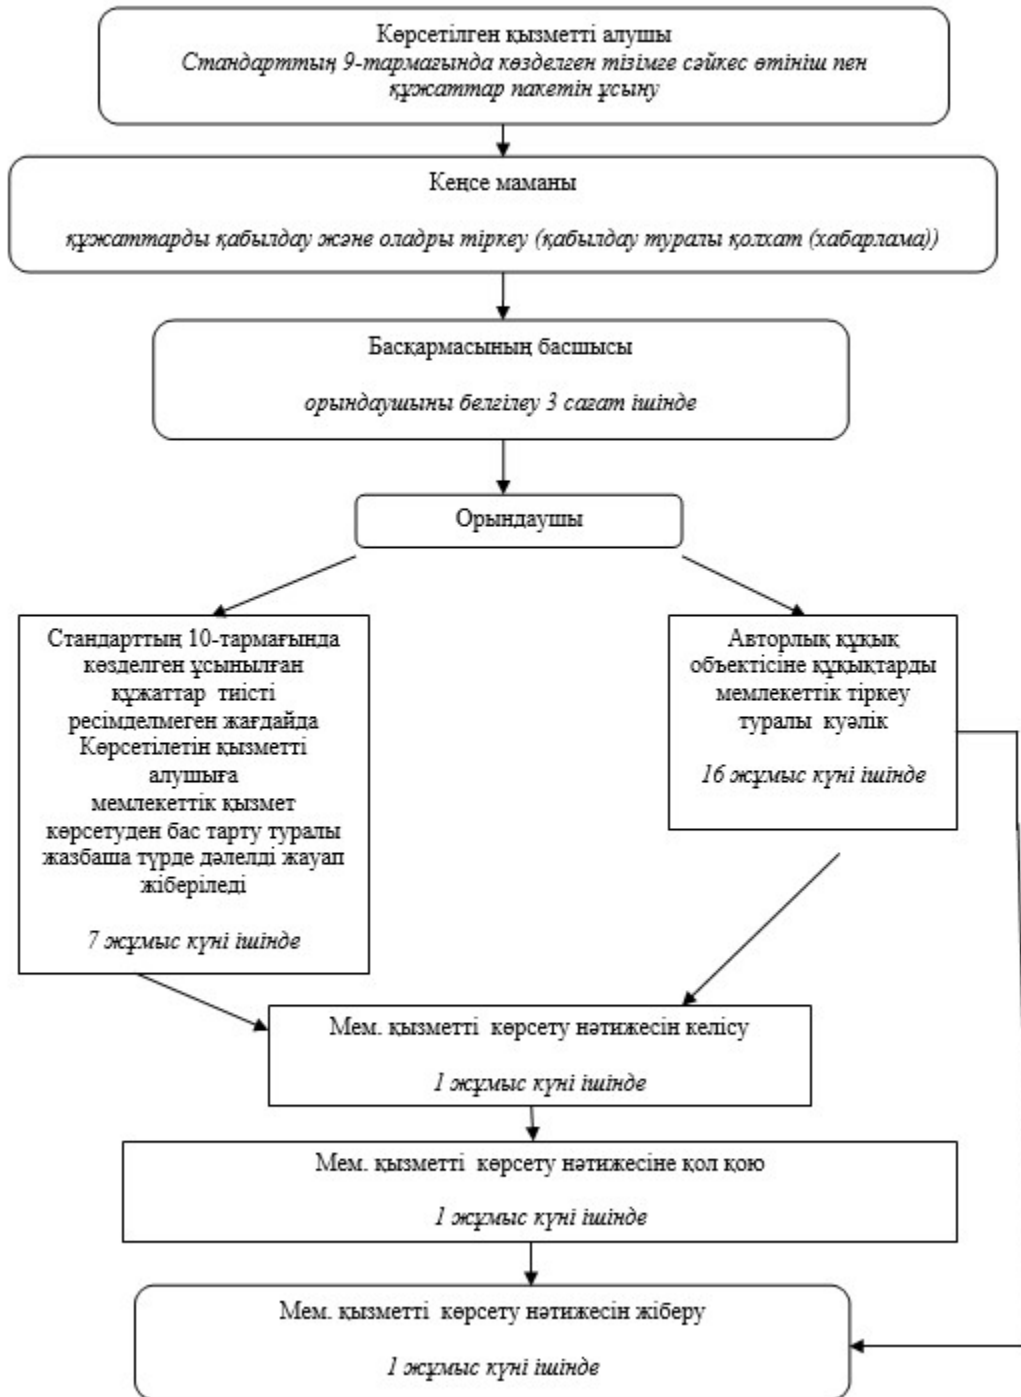 Көрсетілген қызметті алушы
Стандарттың 9-тармағында көзделген тізімге сәйкес өтініш пен
құжаттар пакетін ұсыну
Кеңсе маманы
құжаттарды қабылдау және оладры тіркеу (қабылдау туралы қолхат (хабарлама))
Басқармасының басшысы
орындаушыны белгілеу 3 сағат ішінде
Орындаушы
Стандарттың 10-тармағында
көзделген ұсынылған
құжаттар тиісті
ресімделмеген жағдайда
Көрсетілетін қызметті
алушыға
мемлекеттік қызмет
көрсетуден бас тарту туралы
жазбаша түрде дәлелді жауап
жіберіледі
7 жұмыс күні ішінде
Авторлық құқық
объектісіне құқықтарды
мемлекеттік тіркеу
туралы куәлік
16 жұмыс күні ішінде
Мем. қызметті көрсету нәтижесін келісу
1 жұмыс күні ішінде
Мем. қызметті көрсету нәтижесіне қол қою
1 жұмыс күні ішінде
Мем. қызметті көрсету нәтижесін жіберу
1 жұмыс күні ішінде